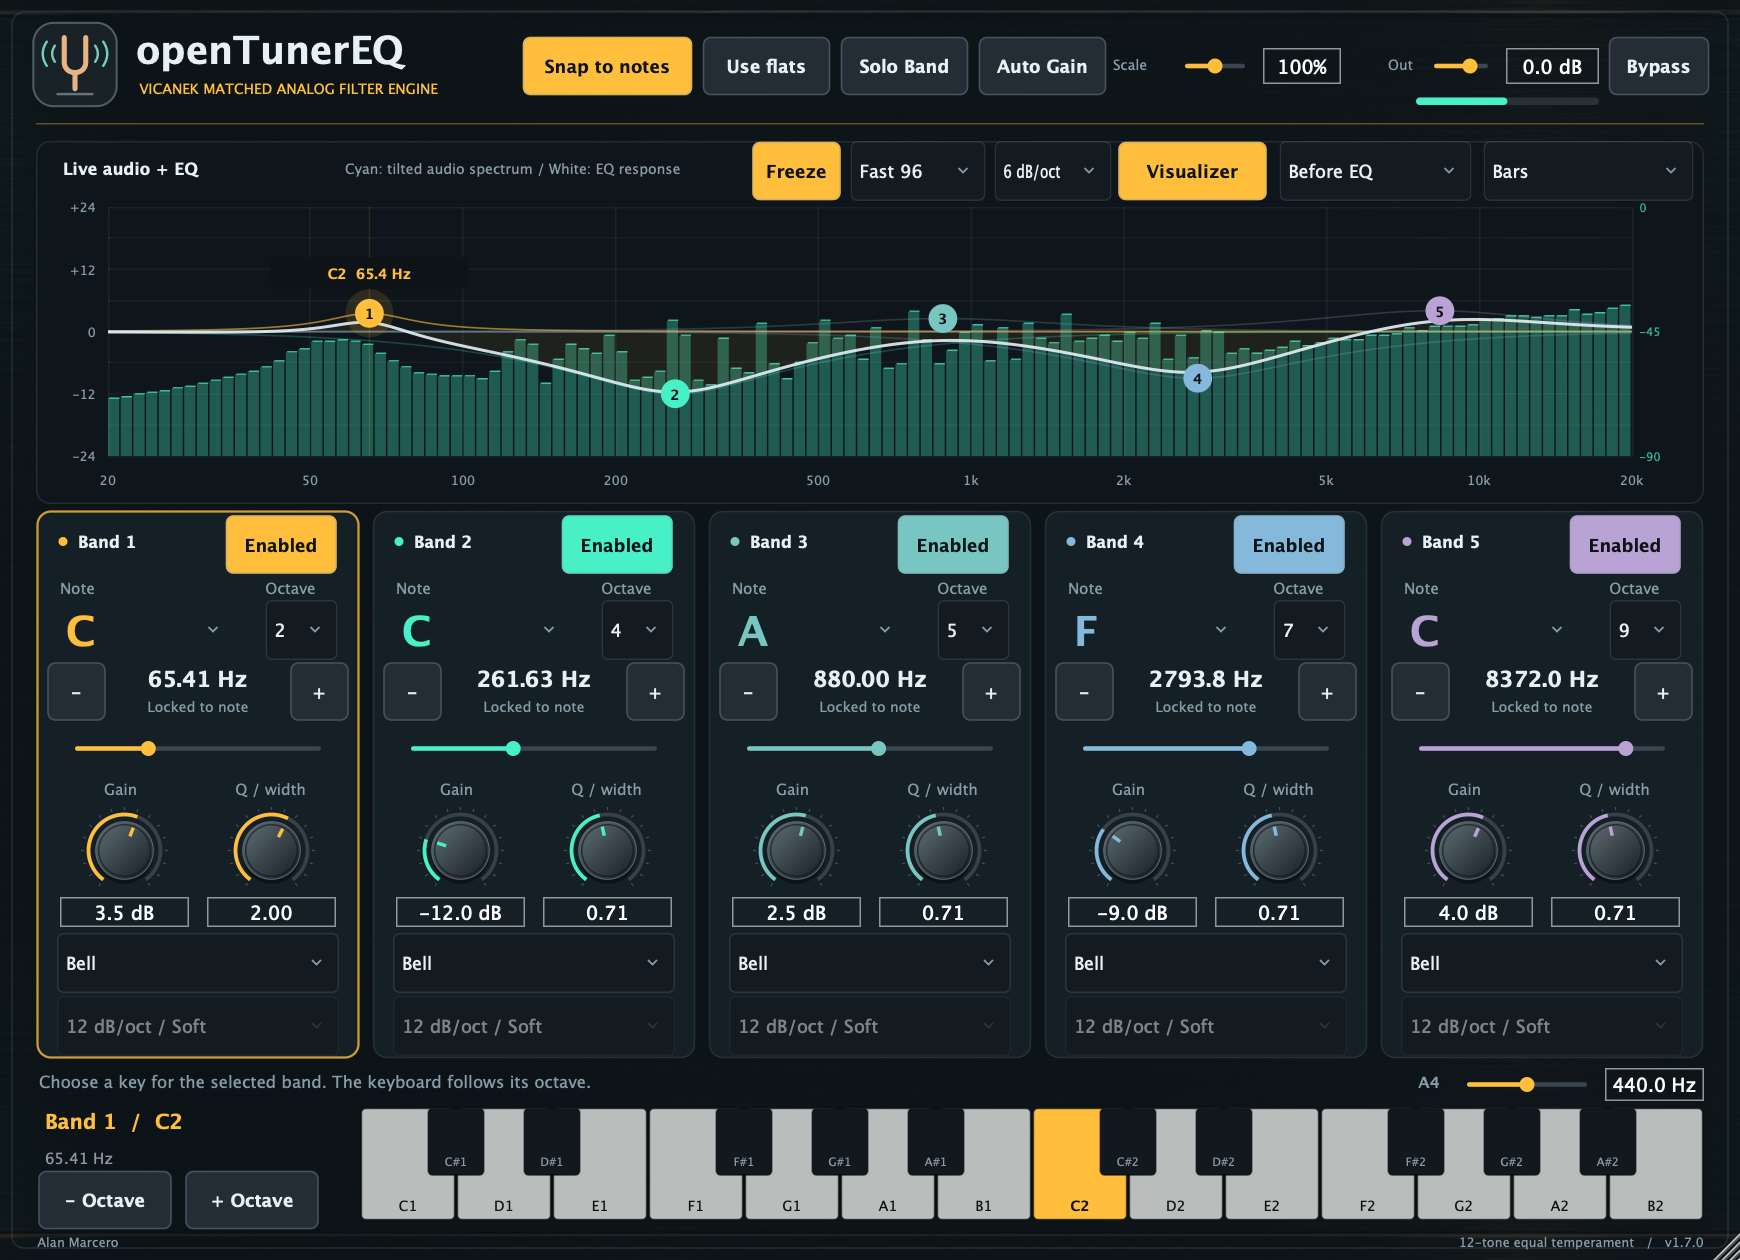 openTunerEQ
VICANEK MATCHED ANALOG FILTER ENGINE
Snap to notes
Use flats
Solo Band
Auto Gain
Scale
100%
Out
0.0 dB
Bypass
Live audio + EQ
Cyan: tilted audio spectrum / White: EQ response
Freeze
Fast 96
6 dB/oct
Visualizer
Before EQ
Bars
+24
+12
0
−12
−24
0
−45
−90
C2 65.4 Hz
1
2
3
4
5
20 50 100 200 500 1k 2k 5k 10k 20k
Band 1
Enabled
Note
Octave
C
2
-
65.41 Hz
Locked to note
+
Gain
Q / width
3.5 dB
2.00
Bell
12 dB/oct / Soft
Band 2
Enabled
Note
Octave
C
4
-
261.63 Hz
Locked to note
+
Gain
Q / width
−12.0 dB
0.71
Bell
12 dB/oct / Soft
Band 3
Enabled
Note
Octave
A
5
-
880.00 Hz
Locked to note
+
Gain
Q / width
2.5 dB
0.71
Bell
12 dB/oct / Soft
Band 4
Enabled
Note
Octave
F
7
-
2793.8 Hz
Locked to note
+
Gain
Q / width
−9.0 dB
0.71
Bell
12 dB/oct / Soft
Band 5
Enabled
Note
Octave
C
9
-
8372.0 Hz
Locked to note
+
Gain
Q / width
4.0 dB
0.71
Bell
12 dB/oct / Soft
Choose a key for the selected band. The keyboard follows its octave.
A4
440.0 Hz
Band 1 / C2
65.41 Hz
- Octave
+ Octave
C#1 D#1 F#1 G#1 A#1 C#2 D#2 F#2 G#2 A#2
C1 D1 E1 F1 G1 A1 B1 C2 D2 E2 F2 G2 A2 B2
Alan Marcero
12-tone equal temperament / v1.7.0